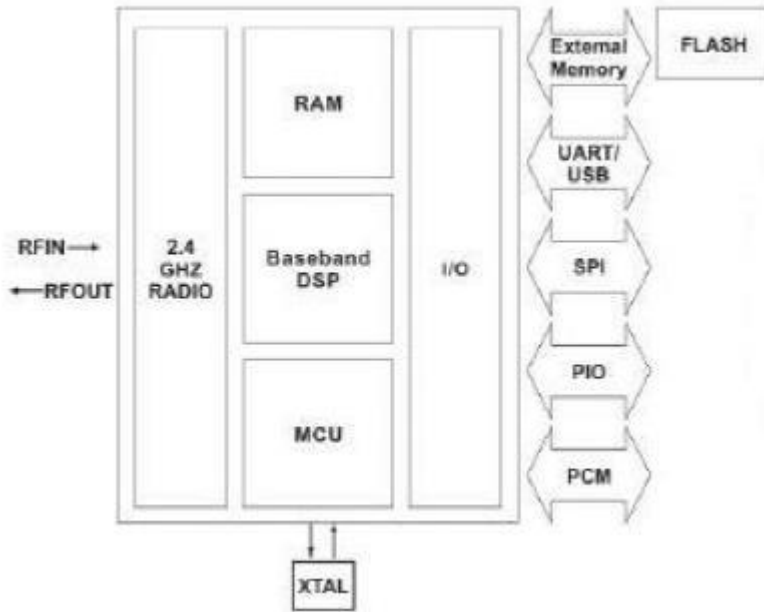 External
Memory
FLASH
RAM
UART/
USB
RFIN
RFOUT
2.4
GHZ
RADIO
Baseband
DSP
I/O
SPI
PIO
MCU
PCM
XTAL